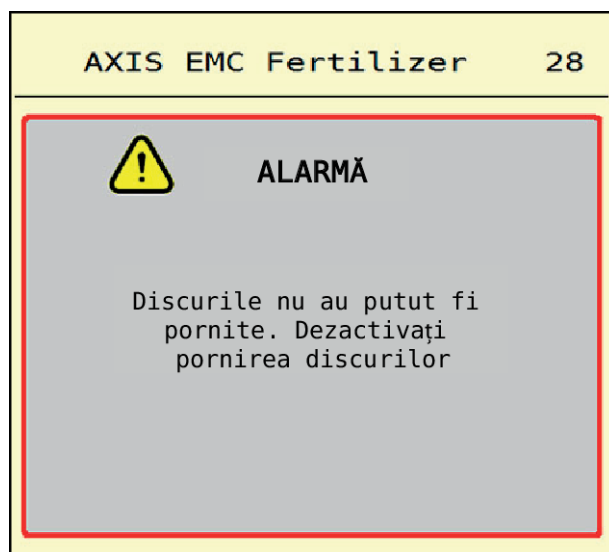 AXIS EMC Fertilizer 28
ALARMĂ
Discurile nu au putut fi
pornite. Dezactivați
pornirea discurilor